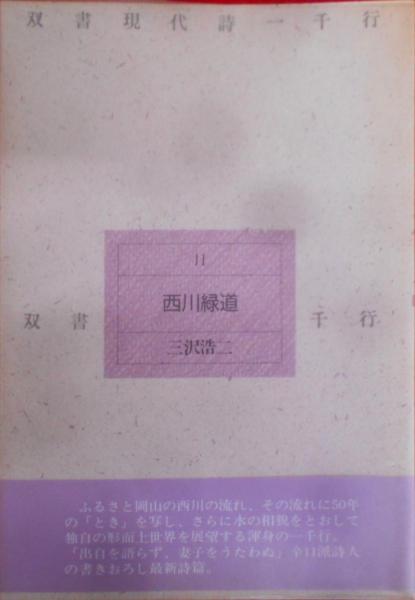 双書現代詩一千行
11
西川緑道
三沢浩二
双書
千行
ふるさと岡山の西川の流れ、その流れに50年
の「とき」を写し、さらに水の相貌をとおして
独自の形而上世界を展望する渾身の一千行。
「出自を語らず、妻子をうたわぬ」辛口派詩人
の書きおろし最新詩篇。